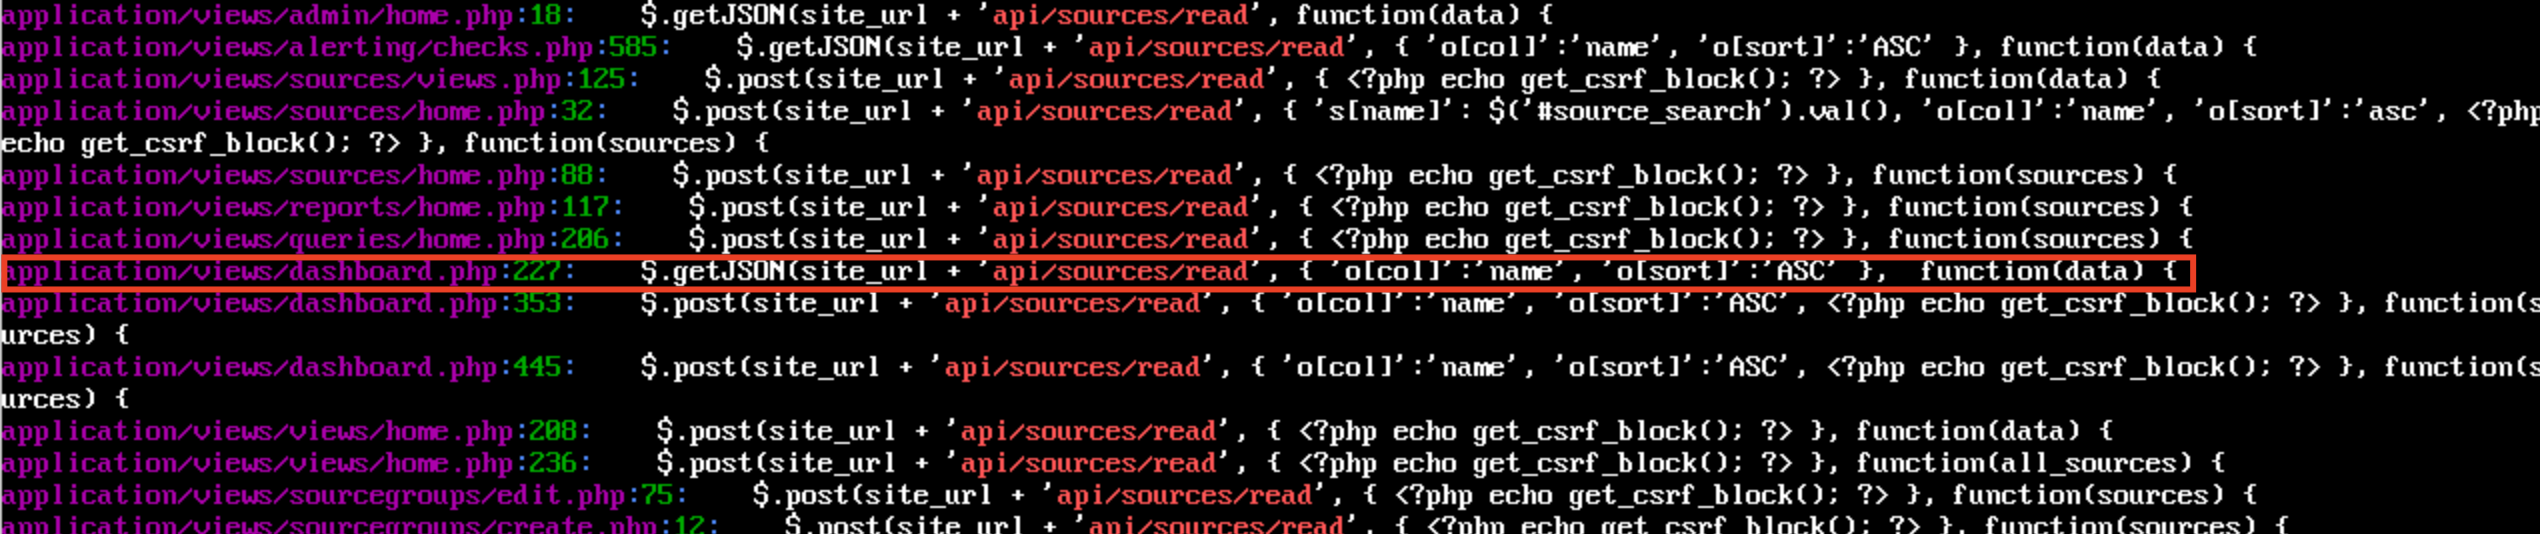 application/views/admin/home.php:18:    $.getJSON(site_url + 'api/sources/read', function(data) {
application/views/alerting/checks.php:585:    $.getJSON(site_url + 'api/sources/read', { 'o[col]':'name', 'o[sort]':'ASC' }, function(data) {
application/views/sources/views.php:125:    $.post(site_url + 'api/sources/read', { <?php echo get_csrf_block(); ?> }, function(data) {
application/views/sources/home.php:32:    $.post(site_url + 'api/sources/read', { 's[name]': $('#source_search').val(), 'o[col]':'name', 'o[sort]':'asc', <?php
echo get_csrf_block(); ?> }, function(sources) {
application/views/sources/home.php:88:    $.post(site_url + 'api/sources/read', { <?php echo get_csrf_block(); ?> }, function(sources) {
application/views/reports/home.php:117:    $.post(site_url + 'api/sources/read', { <?php echo get_csrf_block(); ?> }, function(sources) {
application/views/queries/home.php:206:    $.post(site_url + 'api/sources/read', { <?php echo get_csrf_block(); ?> }, function(sources) {
application/views/dashboard.php:227:    $.getJSON(site_url + 'api/sources/read', { 'o[col]':'name', 'o[sort]':'ASC' },  function(data) {
application/views/dashboard.php:353:    $.post(site_url + 'api/sources/read', { 'o[col]':'name', 'o[sort]':'ASC', <?php echo get_csrf_block(); ?> }, function(s
urces) {
application/views/dashboard.php:445:    $.post(site_url + 'api/sources/read', { 'o[col]':'name', 'o[sort]':'ASC', <?php echo get_csrf_block(); ?> }, function(s
urces) {
application/views/views/home.php:208:    $.post(site_url + 'api/sources/read', { <?php echo get_csrf_block(); ?> }, function(data) {
application/views/views/home.php:236:    $.post(site_url + 'api/sources/read', { <?php echo get_csrf_block(); ?> }, function(all_sources) {
application/views/sourcegroups/edit.php:75:    $.post(site_url + 'api/sources/read', { <?php echo get_csrf_block(); ?> }, function(sources) {
application/views/sourcegroups/create.php:12:    $.post(site_url + 'api/sources/read', { <?php echo get_csrf_block(); ?> }, function(sources) {